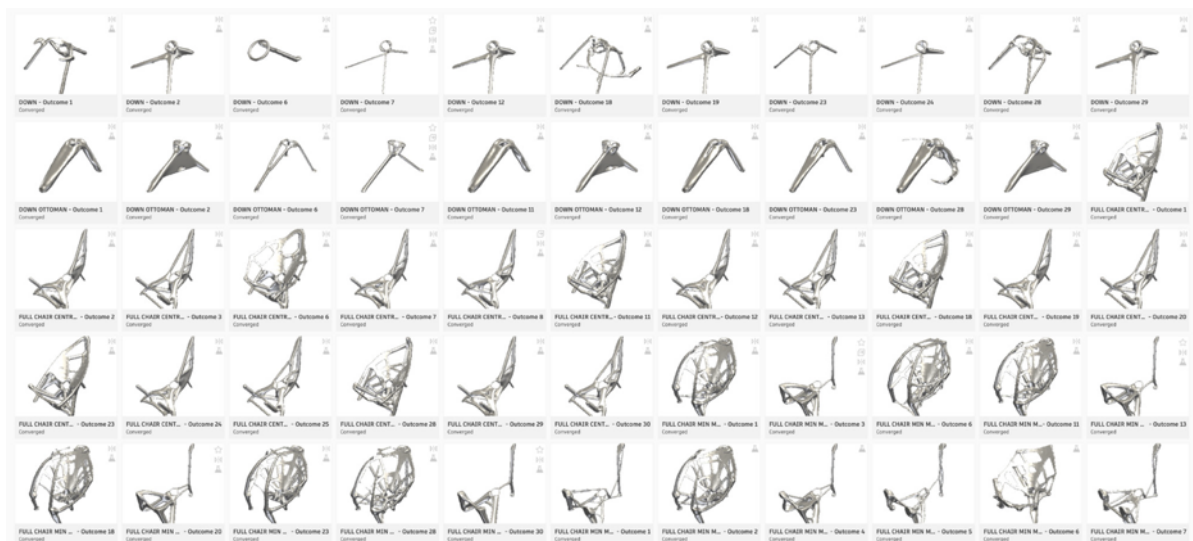 DOWN - Outcome 1
Converged
DOWN - Outcome 2
Converged
DOWN - Outcome 6
Converged
DOWN - Outcome 7
Converged
DOWN - Outcome 12
Converged
DOWN - Outcome 18
Converged
DOWN - Outcome 19
Converged
DOWN - Outcome 23
Converged
DOWN - Outcome 24
Converged
DOWN - Outcome 28
Converged
DOWN - Outcome 29
Converged
DOWN OTTOMAN - Outcome 1
Converged
DOWN OTTOMAN - Outcome 2
Converged
DOWN OTTOMAN - Outcome 6
Converged
DOWN OTTOMAN - Outcome 7
Converged
DOWN OTTOMAN - Outcome 11
Converged
DOWN OTTOMAN - Outcome 12
Converged
DOWN OTTOMAN - Outcome 18
Converged
DOWN OTTOMAN - Outcome 23
Converged
DOWN OTTOMAN - Outcome 28
Converged
DOWN OTTOMAN - Outcome 29
Converged
FULL CHAIR CENTR... - Outcome 1
Converged
FULL CHAIR CENTR... - Outcome 2
Converged
FULL CHAIR CENTR... - Outcome 3
Converged
FULL CHAIR CENTR... - Outcome 6
Converged
FULL CHAIR CENTR... - Outcome 7
Converged
FULL CHAIR CENTR... - Outcome 8
Converged
FULL CHAIR CENTR... - Outcome 11
Converged
FULL CHAIR CENTR... - Outcome 12
Converged
FULL CHAIR CENT... - Outcome 13
Converged
FULL CHAIR CENT... - Outcome 18
Converged
FULL CHAIR CENT... - Outcome 19
Converged
FULL CHAIR CENT... - Outcome 20
Converged
FULL CHAIR CENT... - Outcome 23
Converged
FULL CHAIR CENT... - Outcome 24
Converged
FULL CHAIR CENT... - Outcome 25
Converged
FULL CHAIR CENT... - Outcome 28
Converged
FULL CHAIR CENT... - Outcome 29
Converged
FULL CHAIR CENT... - Outcome 30
Converged
FULL CHAIR MIN M... - Outcome 1
Converged
FULL CHAIR MIN M... - Outcome 3
Converged
FULL CHAIR MIN M... - Outcome 6
Converged
FULL CHAIR MIN M... - Outcome 11
Converged
FULL CHAIR MIN ... - Outcome 13
Converged
FULL CHAIR MIN ... - Outcome 18
Converged
FULL CHAIR MIN ... - Outcome 20
Converged
FULL CHAIR MIN ... - Outcome 23
Converged
FULL CHAIR MIN ... - Outcome 28
Converged
FULL CHAIR MIN ... - Outcome 30
Converged
FULL CHAIR MIN M... - Outcome 1
Converged
FULL CHAIR MIN M... - Outcome 2
Converged
FULL CHAIR MIN M... - Outcome 4
Converged
FULL CHAIR MIN M... - Outcome 5
Converged
FULL CHAIR MIN M... - Outcome 6
Converged
FULL CHAIR MIN M... - Outcome 7
Converged